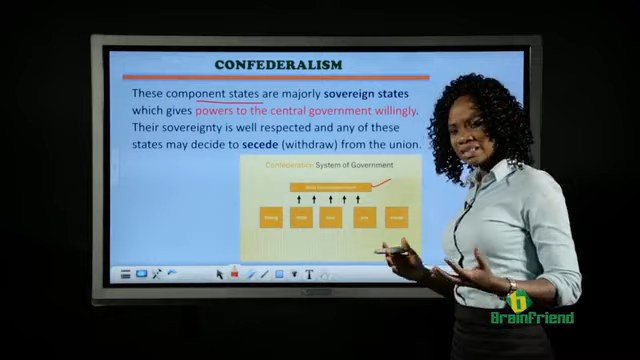 CONFEDERALISM
These component states are majorly sovereign states
which gives powers to the central government willingly.
Their sovereignty is well respected and any of these
states may decide to secede (withdraw) from the union.
Confederation System of Government
State
State
BrainFriend